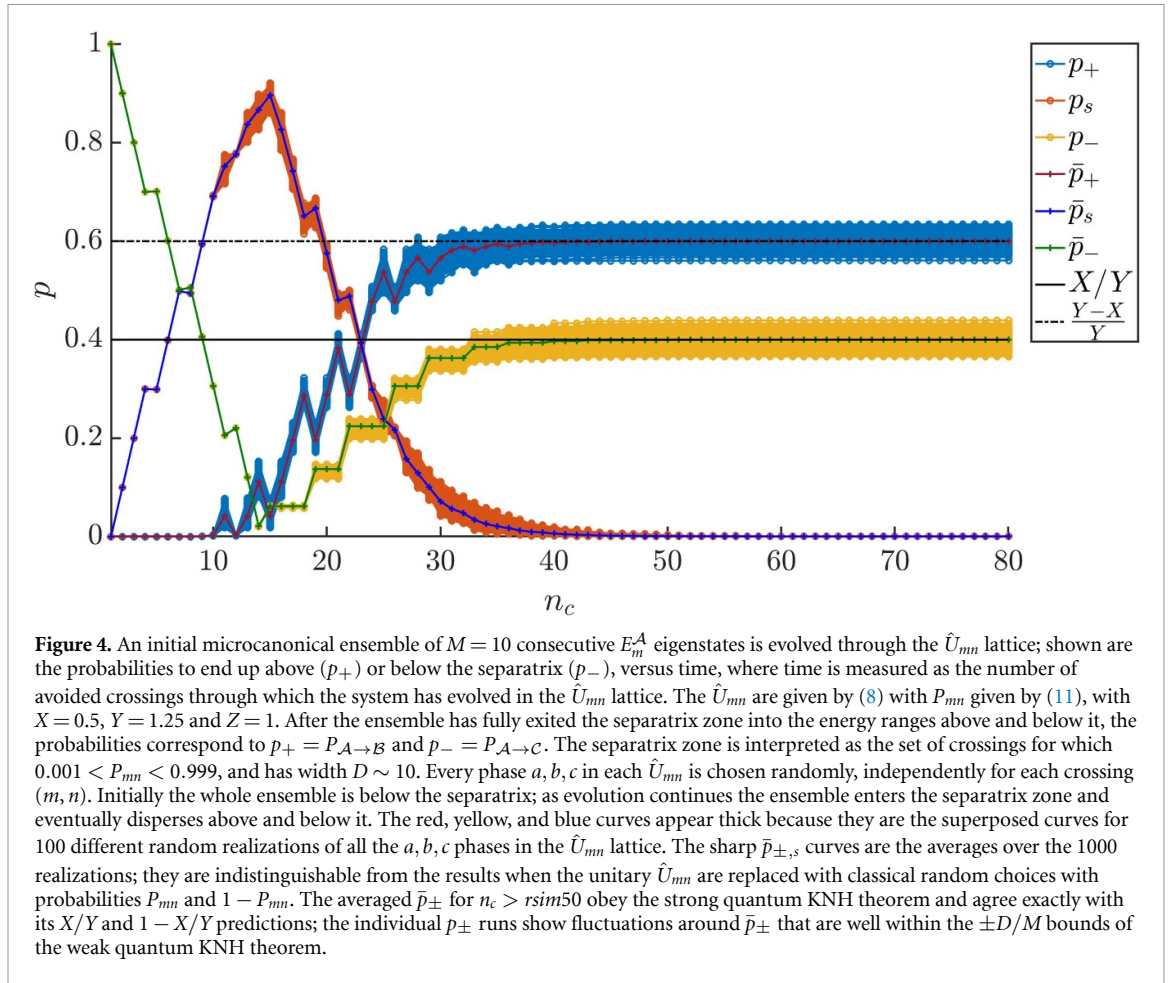 1
0.8
0.6
0.4
0.2
0
p
10
20
30
40
50
60
70
80
n_c
p_+
p_s
p_−
p̄_+
p̄_s
p̄_−
X/Y
Y−X
Y
Figure 4. An initial microcanonical ensemble of M = 10 consecutive E_m^𝒜 eigenstates is evolved through the Û_mn lattice; shown are
the probabilities to end up above (p_+) or below the separatrix (p_−), versus time, where time is measured as the number of
avoided crossings through which the system has evolved in the Û_mn lattice. The Û_mn are given by (8) with P_mn given by (11), with
X = 0.5, Y = 1.25 and Z = 1. After the ensemble has fully exited the separatrix zone into the energy ranges above and below it, the
probabilities correspond to p_+ = P_𝒜→ℬ and p_− = P_𝒜→𝒞. The separatrix zone is interpreted as the set of crossings for which
0.001 < P_mn < 0.999, and has width D ∼ 10. Every phase a, b, c in each Û_mn is chosen randomly, independently for each crossing
(m, n). Initially the whole ensemble is below the separatrix; as evolution continues the ensemble enters the separatrix zone and
eventually disperses above and below it. The red, yellow, and blue curves appear thick because they are the superposed curves for
100 different random realizations of all the a, b, c phases in the Û_mn lattice. The sharp p̄_±,s curves are the averages over the 1000
realizations; they are indistinguishable from the results when the unitary Û_mn are replaced with classical random choices with
probabilities P_mn and 1 − P_mn. The averaged p̄_± for n_c > rsim50 obey the strong quantum KNH theorem and agree exactly with
its X/Y and 1 − X/Y predictions; the individual p_± runs show fluctuations around p̄_± that are well within the ±D/M bounds of
the weak quantum KNH theorem.